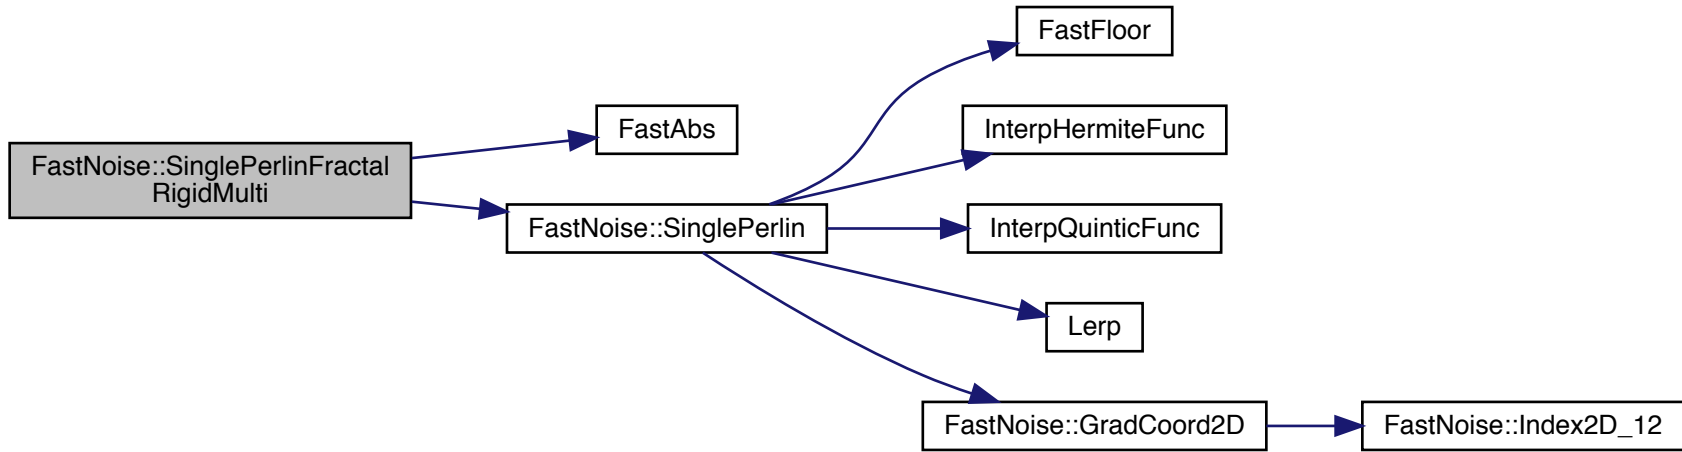 FastNoise::SinglePerlinFractal
RigidMulti
FastAbs
FastNoise::SinglePerlin
FastFloor
InterpHermiteFunc
InterpQuinticFunc
Lerp
FastNoise::GradCoord2D
FastNoise::Index2D_12